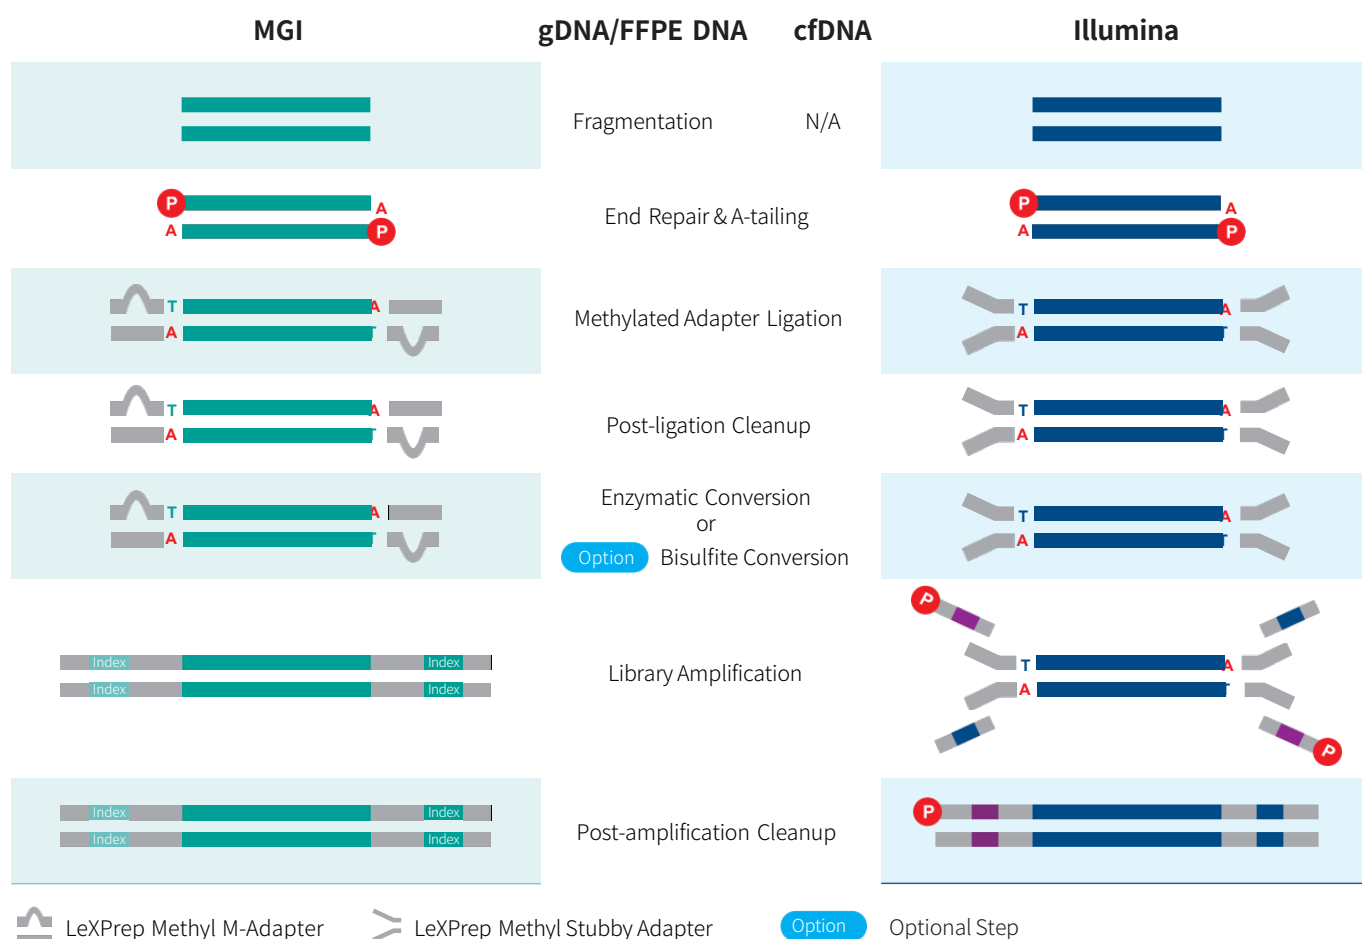 MGI gDNA/FFPE DNA cfDNA Illumina
Fragmentation N/A
P A P A
A P End Repair & A-tailing A P
T A T A
Methylated Adapter Ligation
A T A T
T A T A
Post-ligation Cleanup
A T A T
Enzymatic Conversion
T A T A
or
A T A T
Option Bisulfite Conversion
P
Index Index T A
Library Amplification
Index Index A T
P
Index Index P
Post-amplification Cleanup
Index Index
LeXPrep Methyl M-Adapter LeXPrep Methyl Stubby Adapter Option Optional Step